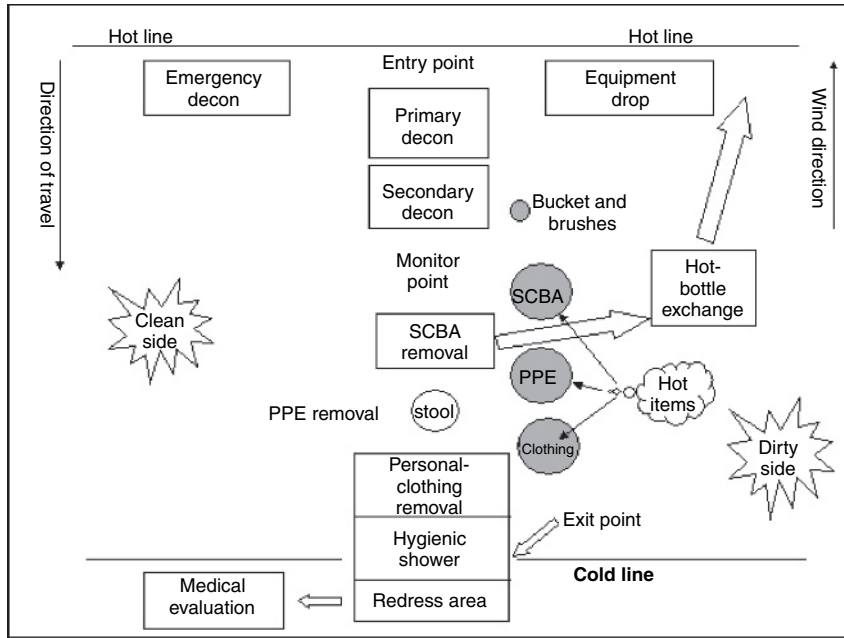 Hot line
Hot line
Direction of travel
Emergency
decon
Entry point
Equipment
drop
Wind direction
Primary
decon
Secondary
decon
Bucket and
brushes
Monitor
point
SCBA
Hot-
bottle
exchange
Clean
side
SCBA
removal
PPE
Hot
items
PPE removal
stool
Clothing
Dirty
side
Personal-
clothing
removal
Exit point
Hygienic
shower
Cold line
Medical
evaluation
Redress area